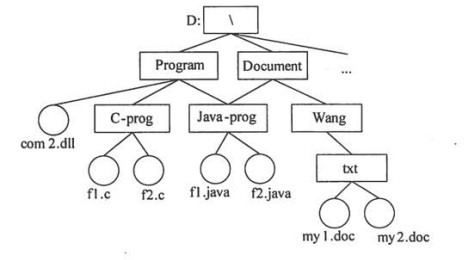 D: \
Program Document ...
C-prog Java-prog Wang
com 2.dll
txt
f1.c f2.c f1.java f2.java
my 1.doc my 2.doc